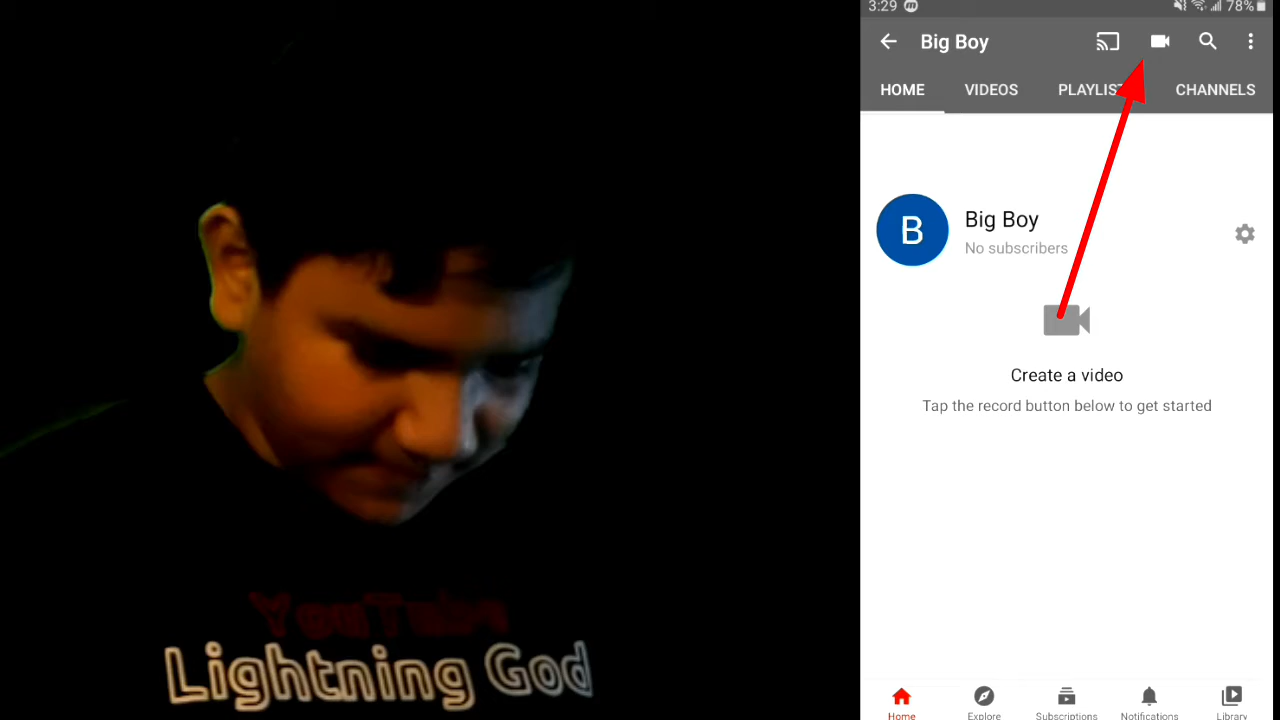 YouTube
Lightning God
3:29 78%
Big Boy
HOME VIDEOS PLAYLIS CHANNELS
B
Big Boy
No subscribers
Create a video
Tap the record button below to get started
Home Explore Subscriptions Notifications Library